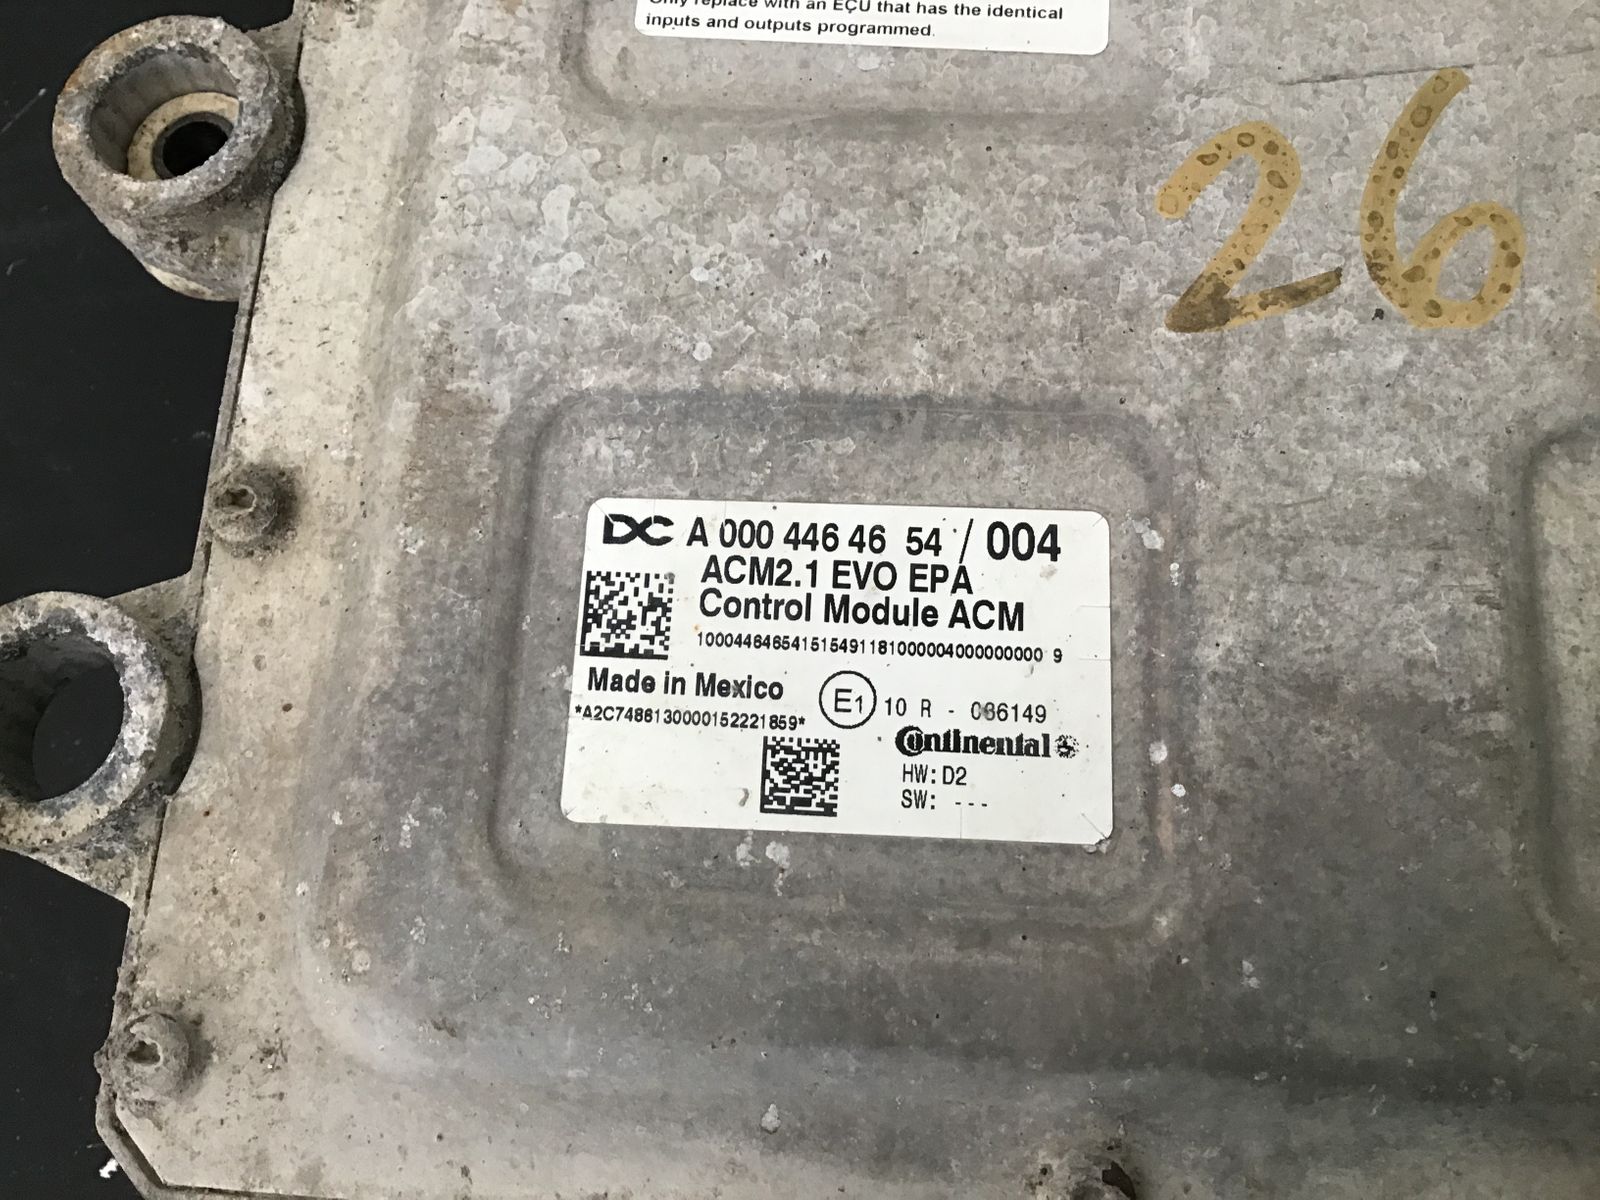 Only replace with an ECU that has the identical
inputs and outputs programmed.
26
DC A 000 446 46 54 / 004
ACM2.1 EVO EPA
Control Module ACM
10004464654151549118100000400000000 9
Made in Mexico
E1 10 R - 036149
*A2C7486130000152221859*
Continental
HW: D2
SW: ---